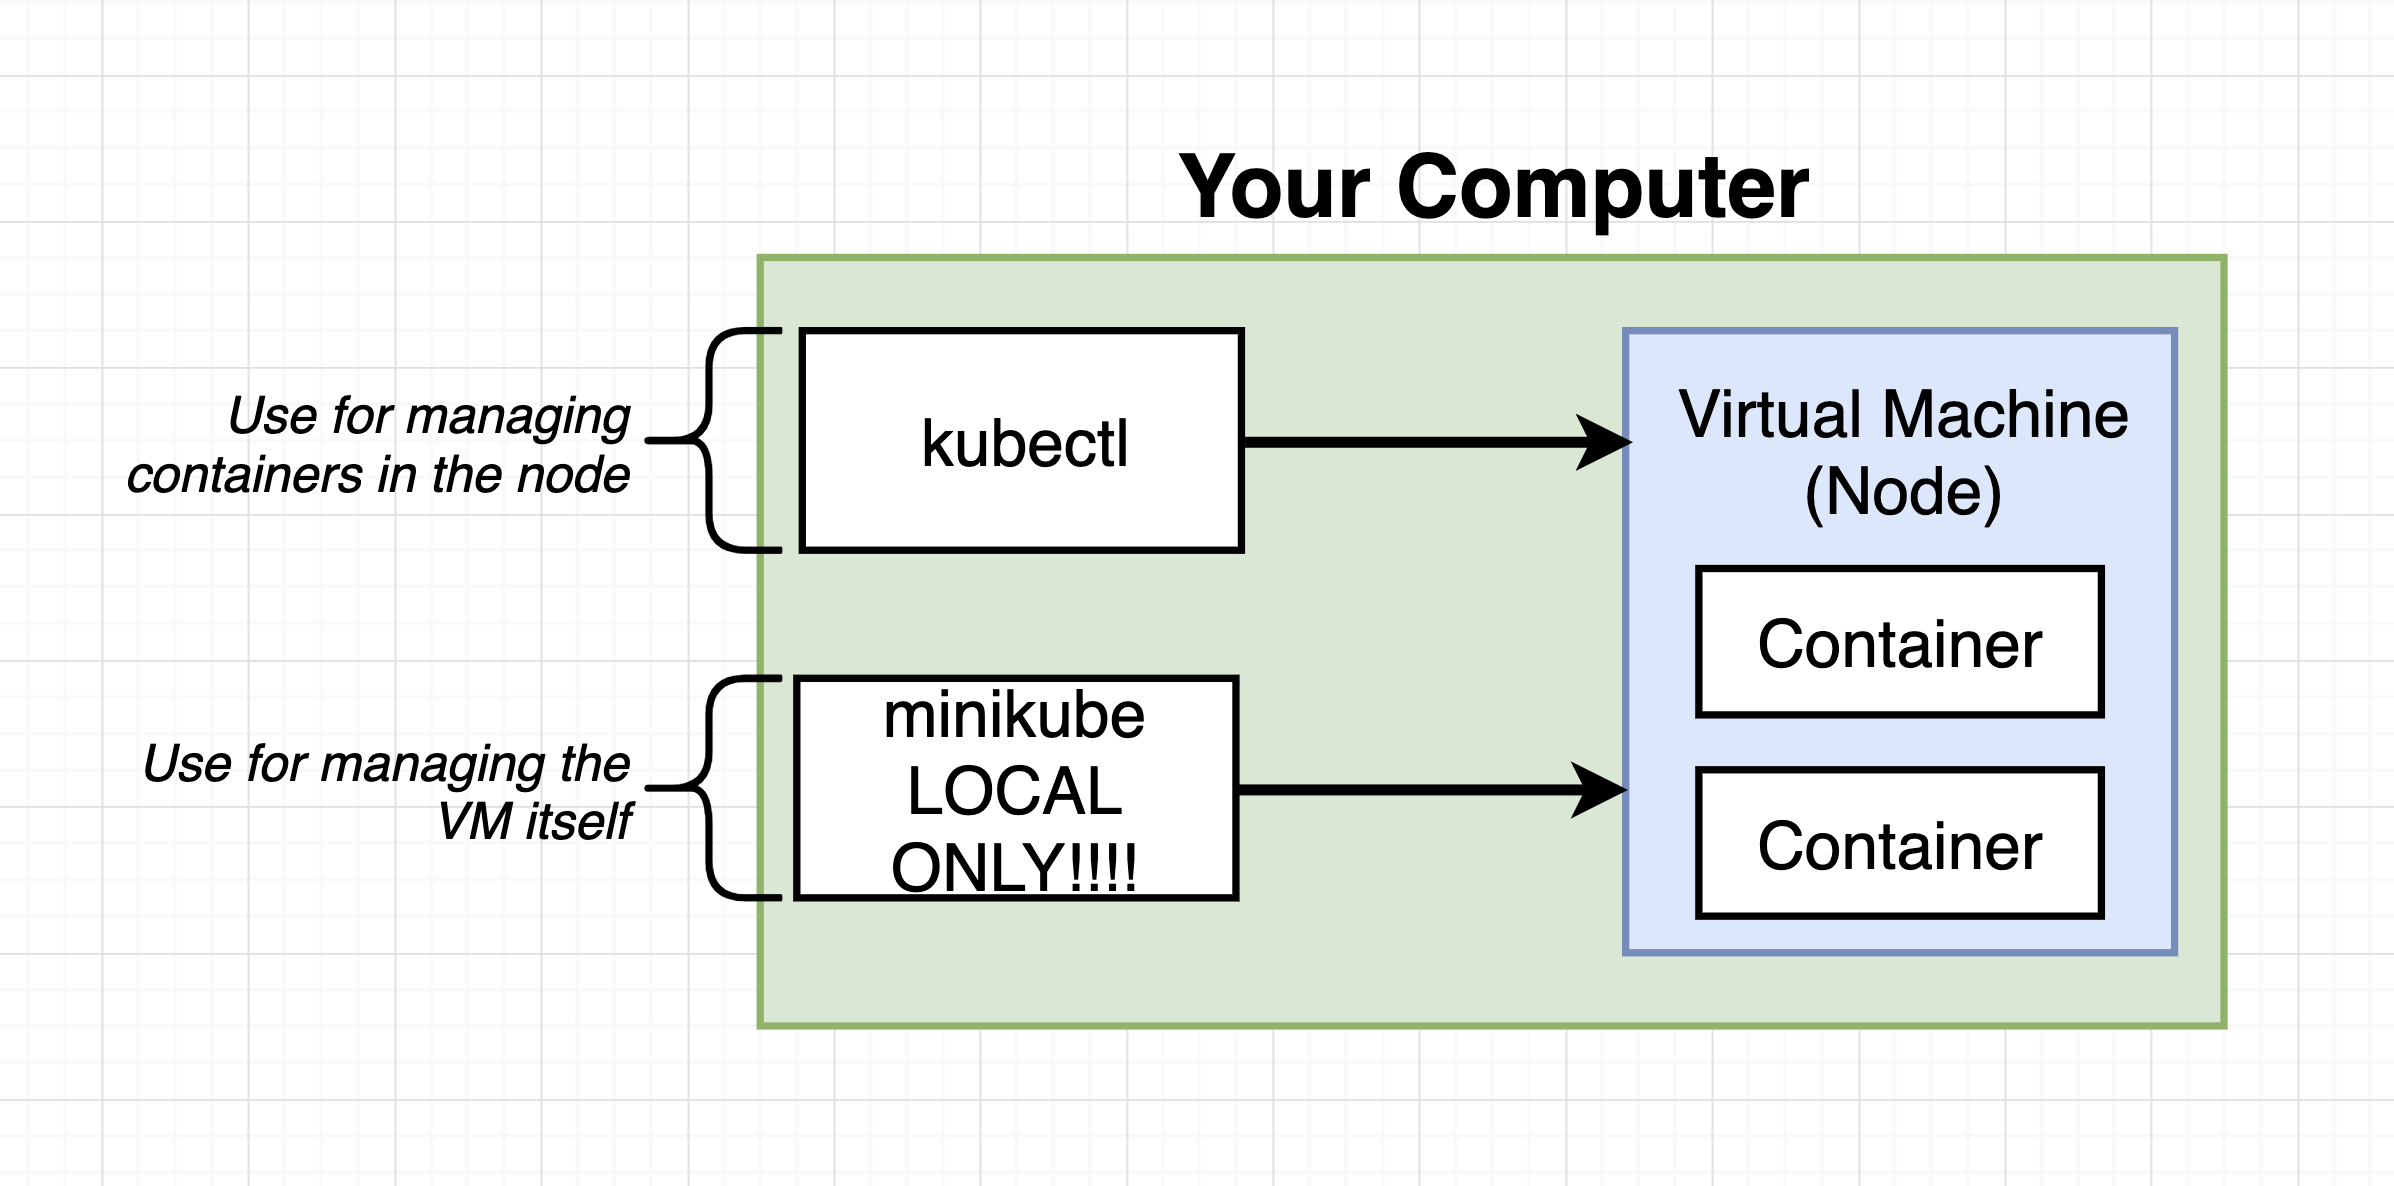 Your Computer
Use for managing
containers in the node
kubectl
Virtual Machine
(Node)
Container
Use for managing the
VM itself
minikube
LOCAL
ONLY!!!!
Container